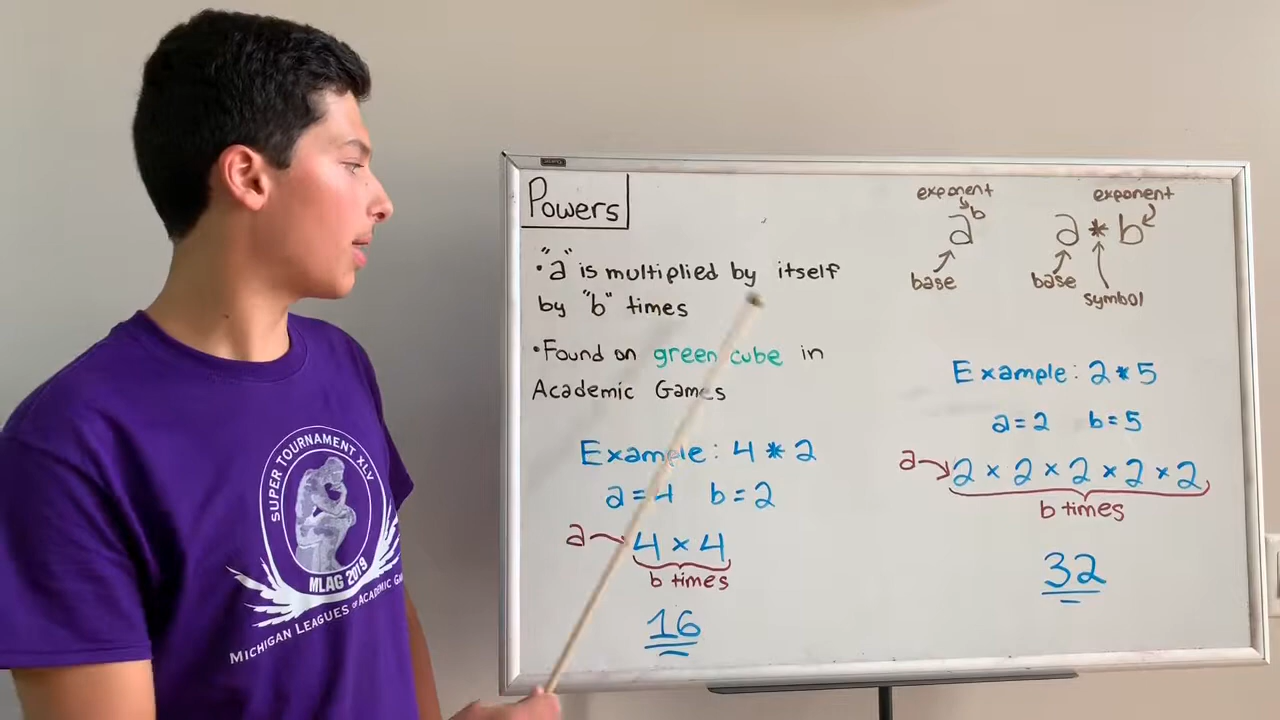 Powers
• "a" is multiplied by itself
by "b" times
• Found on green cube in
Academic Games
Example: 4 * 2
a = 4 b = 2
a
4 × 4
b times
16
exponent
a b
base
exponent
a * b
base
symbol
Example: 2 * 5
a = 2 b = 5
a
2 × 2 × 2 × 2 × 2
b times
32
SUPER TOURNAMENT XLV
MLAG 2019
MICHIGAN LEAGUES OF ACADEMIC